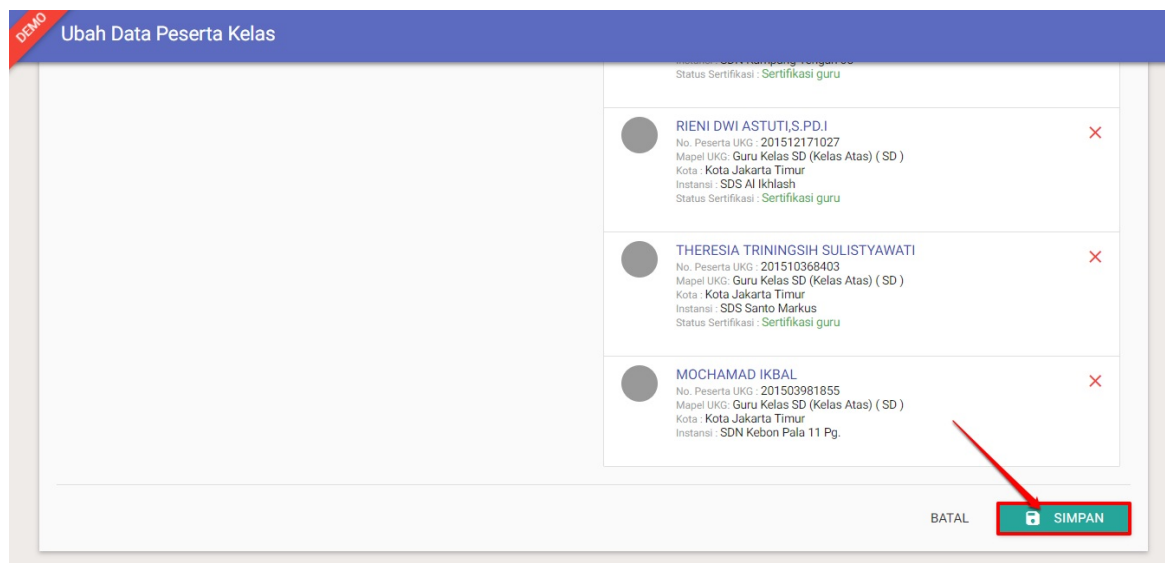 DEMO
Ubah Data Peserta Kelas
Status Sertifikasi : Sertifikasi guru
RIENI DWI ASTUTI,S.PD.I
No. Peserta UKG : 201512171027
Mapel UKG: Guru Kelas SD (Kelas Atas) ( SD )
Kota : Kota Jakarta Timur
Instansi : SDS Al Ikhlash
Status Sertifikasi : Sertifikasi guru
THERESIA TRININGSIH SULISTYAWATI
No. Peserta UKG : 201510368403
Mapel UKG: Guru Kelas SD (Kelas Atas) ( SD )
Kota : Kota Jakarta Timur
Instansi : SDS Santo Markus
Status Sertifikasi : Sertifikasi guru
MOCHAMAD IKBAL
No. Peserta UKG : 201503981855
Mapel UKG: Guru Kelas SD (Kelas Atas) ( SD )
Kota : Kota Jakarta Timur
Instansi : SDN Kebon Pala 11 Pg.
BATAL
SIMPAN